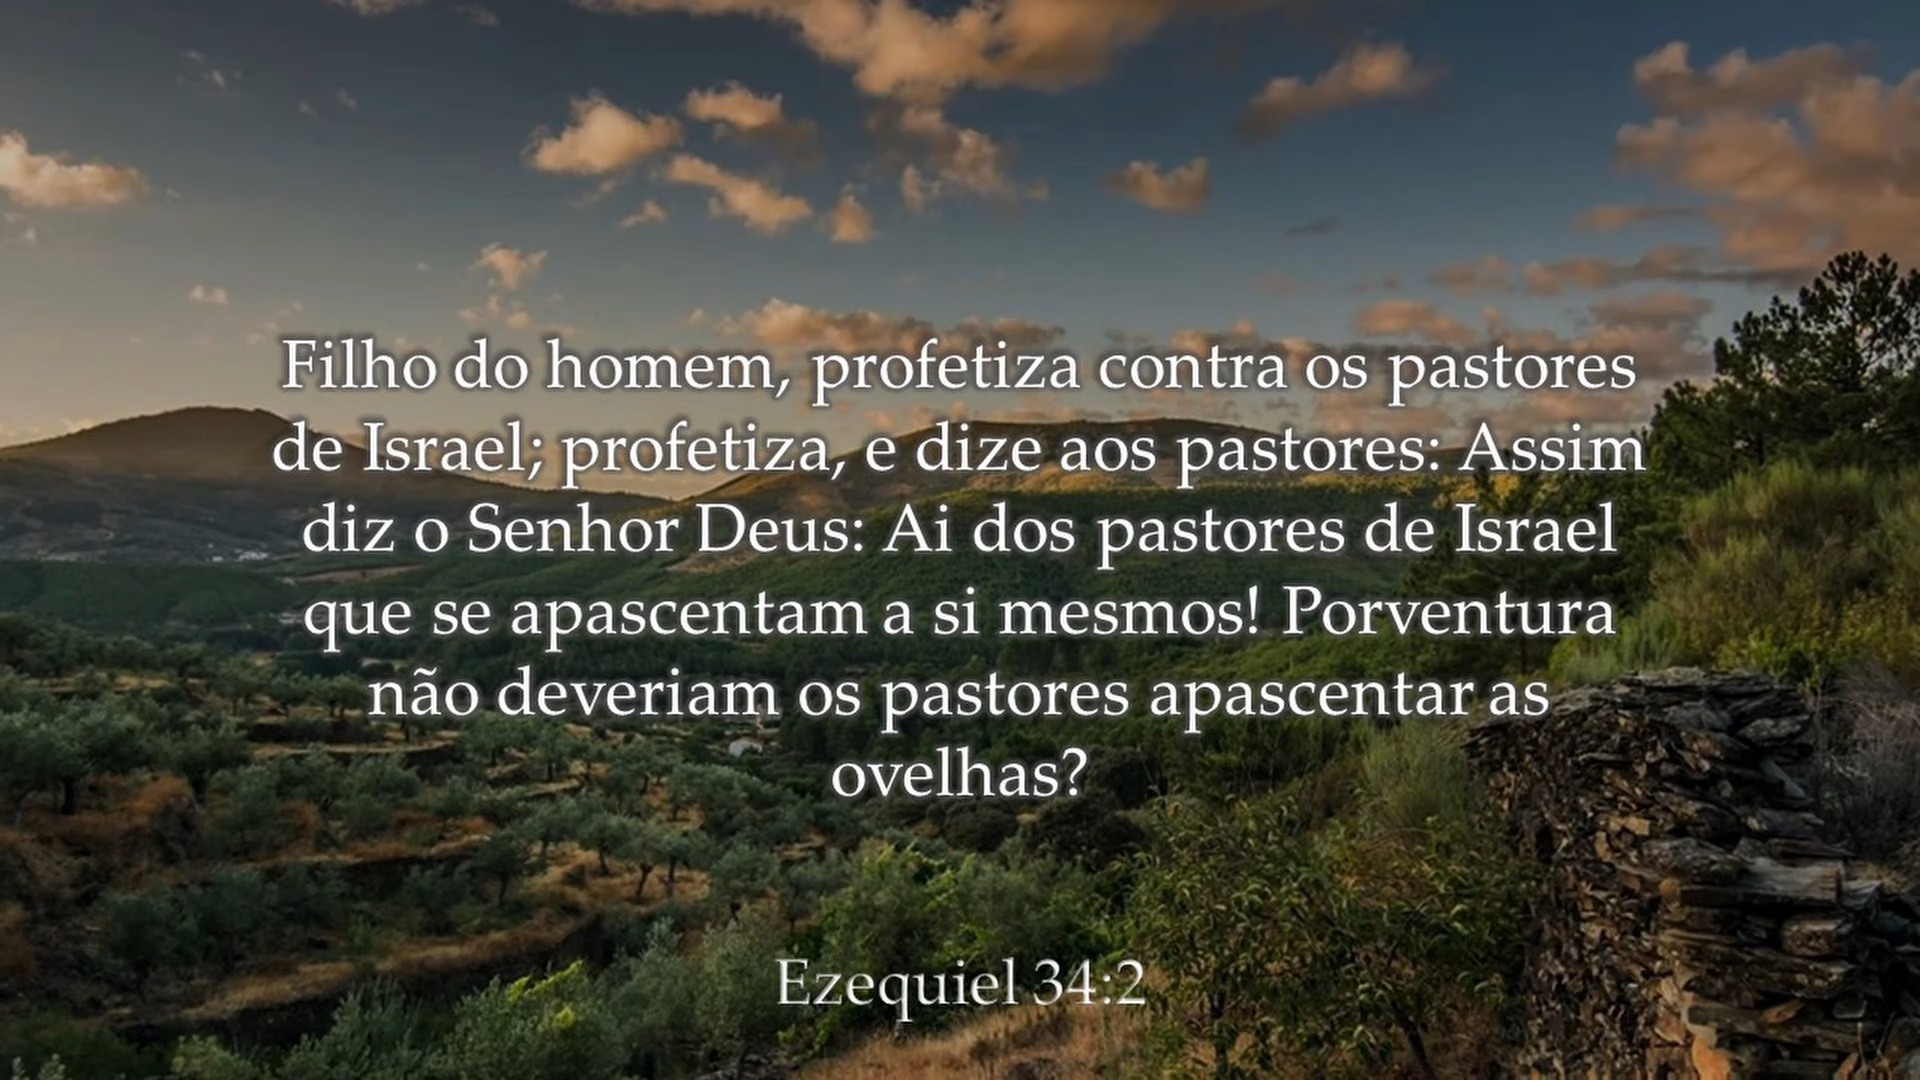 Filho do homem, profetiza contra os pastores
de Israel; profetiza, e dize aos pastores: Assim
diz o Senhor Deus: Ai dos pastores de Israel
que se apascentam a si mesmos! Porventura
não deveriam os pastores apascentar as
ovelhas?
Ezequiel 34:2